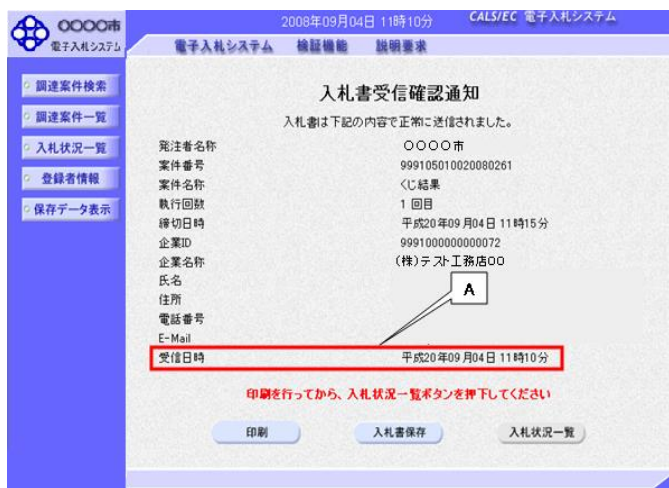 〇〇〇〇市
電子入札システム
2008年09月04日 11時10分
CALS/EC 電子入札システム
電子入札システム 検証機能 説明要求
調達案件検索
調達案件一覧
入札状況一覧
登録者情報
保存データ表示
入札書受信確認通知
入札書は下記の内容で正常に送信されました。
発注者名称 〇〇〇〇市
案件番号 999105010020080261
案件名称 くじ結果
執行回数 1 回目
締切日時 平成20年09月04日 11時15分
企業ID 9991000000000072
企業名称 (株)テスト工務店〇〇
氏名
住所
A
電話番号
E-Mail
受信日時 平成20年09月04日 11時10分
印刷を行ってから、入札状況一覧ボタンを押下してください
印刷 入札書保存 入札状況一覧